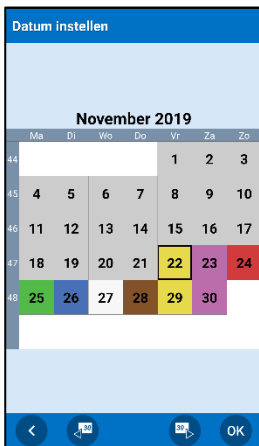 Datum instellen
November 2019
Ma Di Wo Do Vr Za Zo
44 1 2 3
45 4 5 6 7 8 9 10
46 11 12 13 14 15 16 17
47 18 19 20 21 22 23 24
48 25 26 27 28 29 30
< 30 30 OK